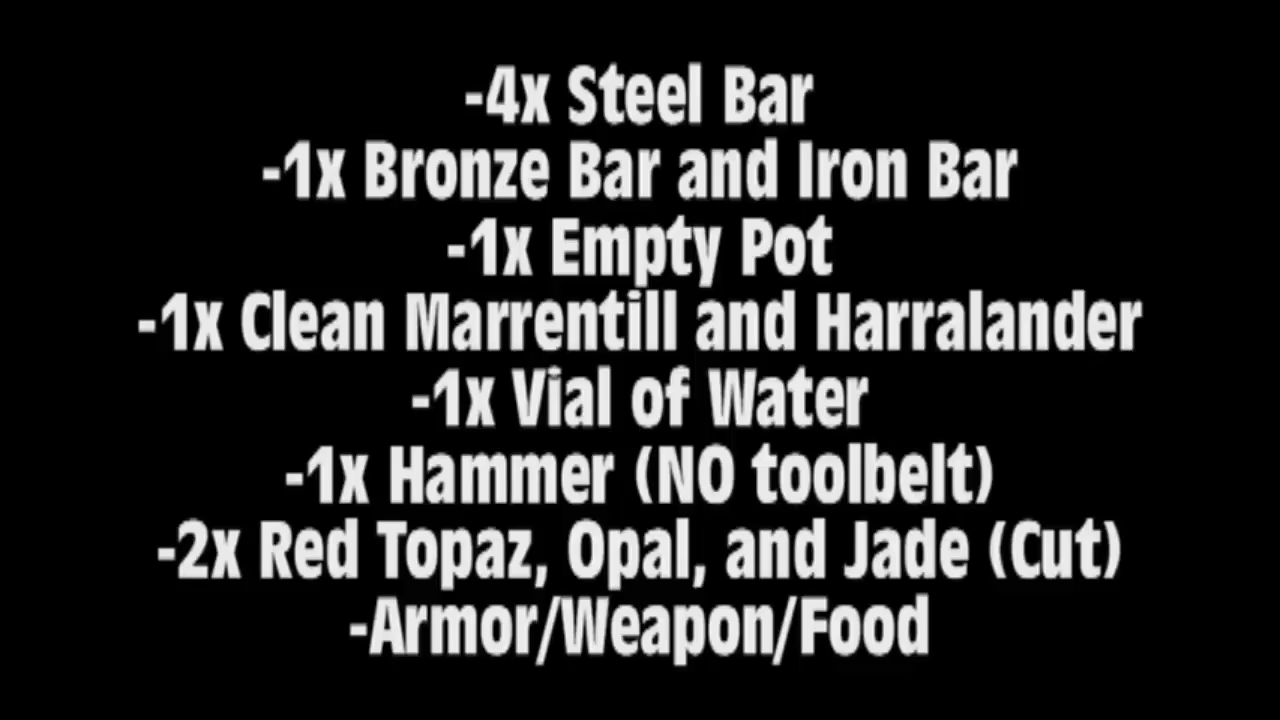 -4x Steel Bar
-1x Bronze Bar and Iron Bar
-1x Empty Pot
-1x Clean Marrentill and Harralander
-1x Vial of Water
-1x Hammer (NO toolbelt)
-2x Red Topaz, Opal, and Jade (Cut)
-Armor/Weapon/Food